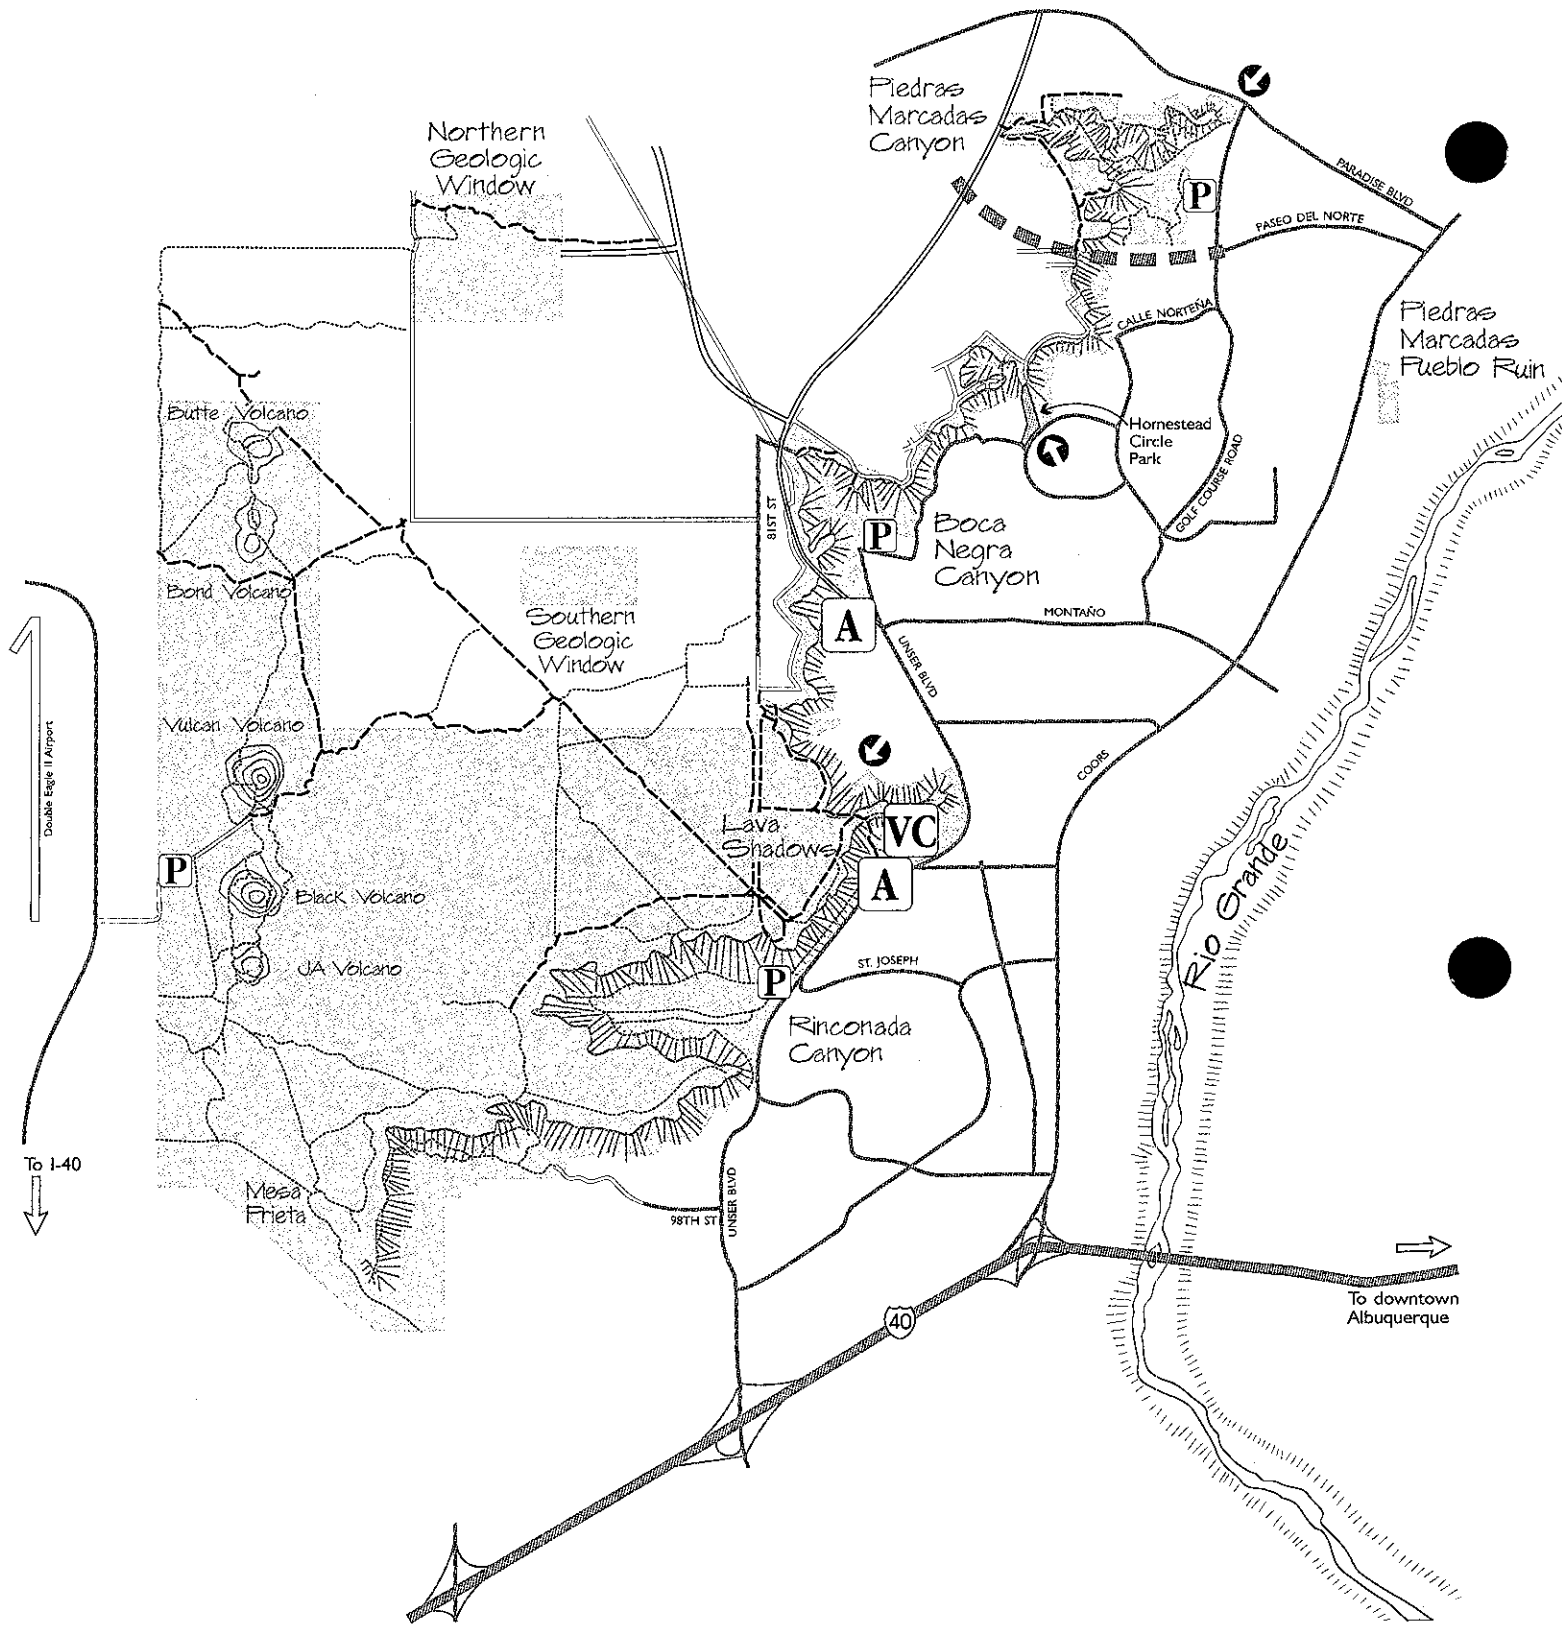 Piedras
Marcadas
Canyon
Northern
Geologic
Window
P
PARADISE BLVD
PASEO DEL NORTE
CALLE NORTEÑA
Piedras
Marcadas
Pueblo Ruin
Butte Volcano
Homestead
Circle
Park
GOLF COURSE ROAD
81ST ST
P
Boca
Negra
Canyon
Bond Volcano
Southern
Geologic
Window
A
MONTAÑO
UNSER BLVD
Vulcan Volcano
Double Eagle II Airport
COORS
Lava
Shadows
VC
P
A
Black Volcano
Rio Grande
JA Volcano
ST. JOSEPH
P
Rinconada
Canyon
To I-40
Mesa
Prieta
98TH ST
UNSER BLVD
40
To downtown
Albuquerque